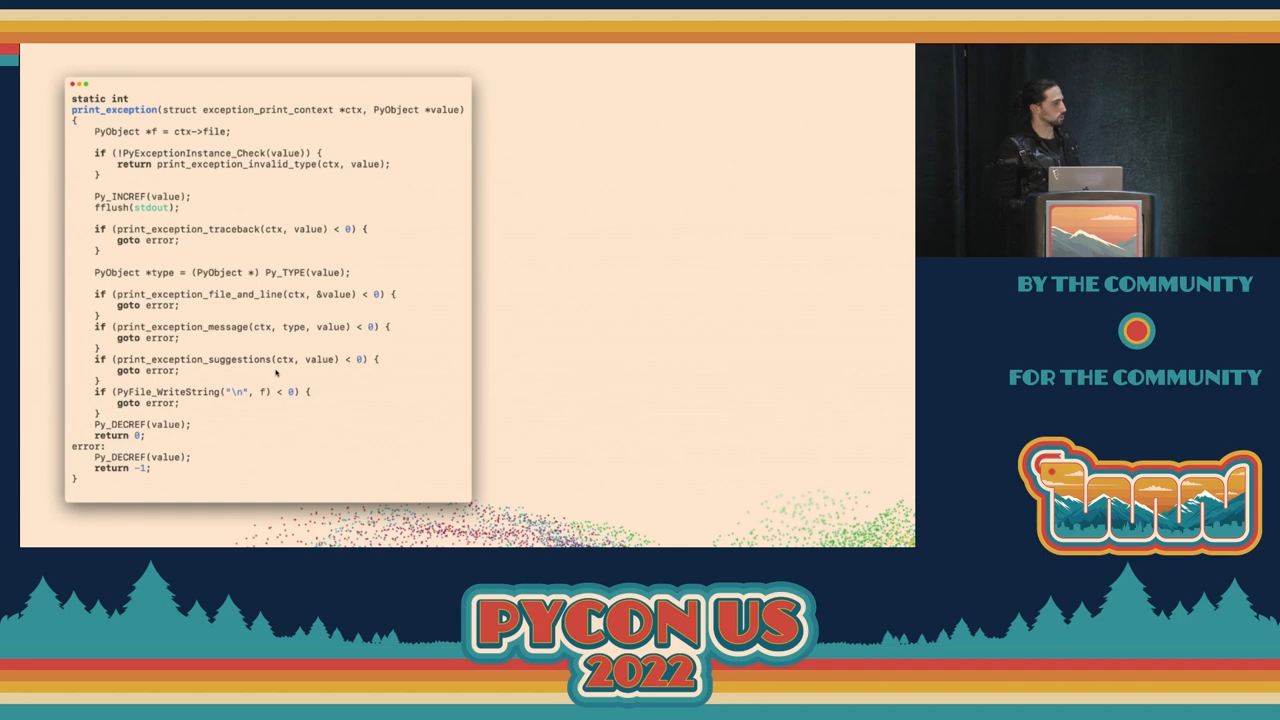 static int
print_exception(struct exception_print_context *ctx, PyObject *value)
{
    PyObject *f = ctx->file;
    if (!PyExceptionInstance_Check(value)) {
        return print_exception_invalid_type(ctx, value);
    }
    Py_INCREF(value);
    fflush(stdout);
    if (print_exception_traceback(ctx, value) < 0) {
        goto error;
    }
    PyObject *type = (PyObject *) Py_TYPE(value);
    if (print_exception_file_and_line(ctx, &value) < 0) {
        goto error;
    }
    if (print_exception_message(ctx, type, value) < 0) {
        goto error;
    }
    if (print_exception_suggestions(ctx, value) < 0) {
        goto error;
    }
    if (PyFile_WriteString("\n", f) < 0) {
        goto error;
    }
    Py_DECREF(value);
    return 0;
error:
    Py_DECREF(value);
    return -1;
}
BY THE COMMUNITY
FOR THE COMMUNITY
PYCON US
2022